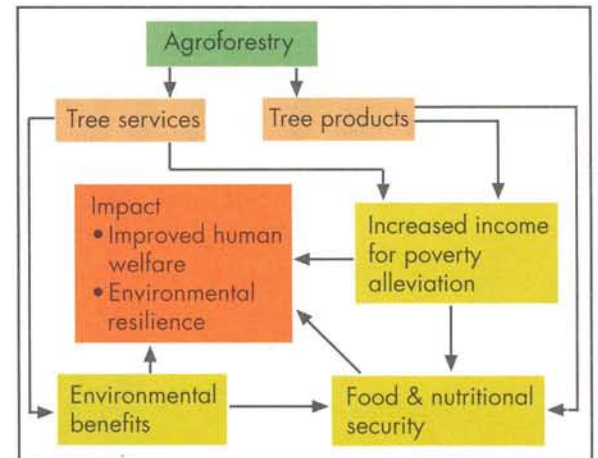 Agroforestry
Tree services
Tree products
Impact
• Improved human
welfare
• Environmental
resilience
Increased income
for poverty
alleviation
Environmental
benefits
Food & nutritional
security